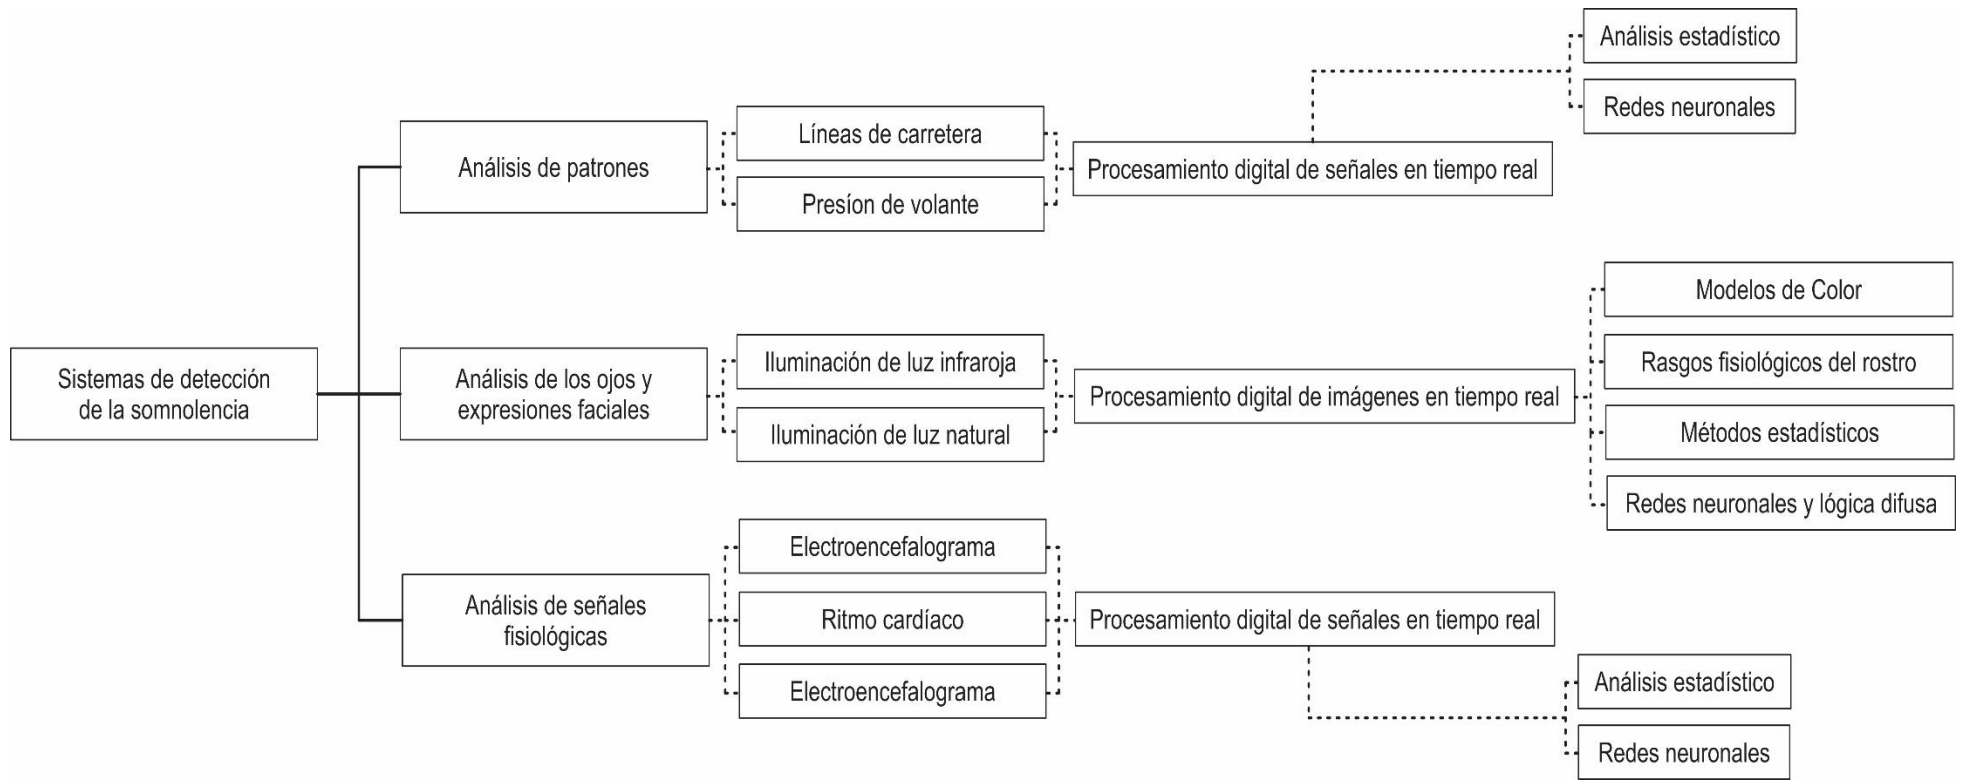 Sistemas de detección
de la somnolencia
Análisis de patrones
Líneas de carretera
Presíon de volante
Procesamiento digital de señales en tiempo real
Análisis estadístico
Redes neuronales
Análisis de los ojos y
expresiones faciales
Iluminación de luz infraroja
Iluminación de luz natural
Procesamiento digital de imágenes en tiempo real
Modelos de Color
Rasgos fisiológicos del rostro
Métodos estadísticos
Redes neuronales y lógica difusa
Análisis de señales
fisiológicas
Electroencefalograma
Ritmo cardíaco
Electroencefalograma
Procesamiento digital de señales en tiempo real
Análisis estadístico
Redes neuronales